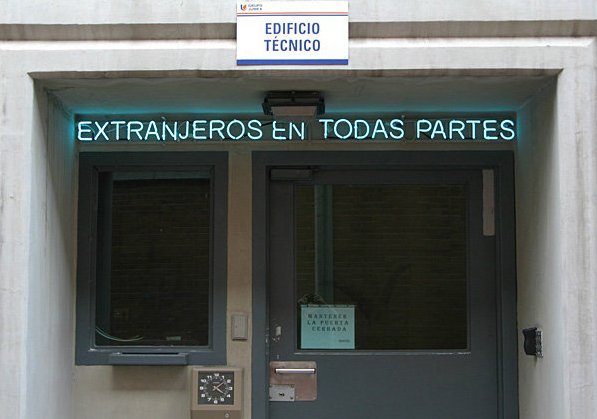 EDIFICIO
TÉCNICO
EXTRANJEROS EN TODAS PARTES
MANTENER
LA PUERTA
CERRADA